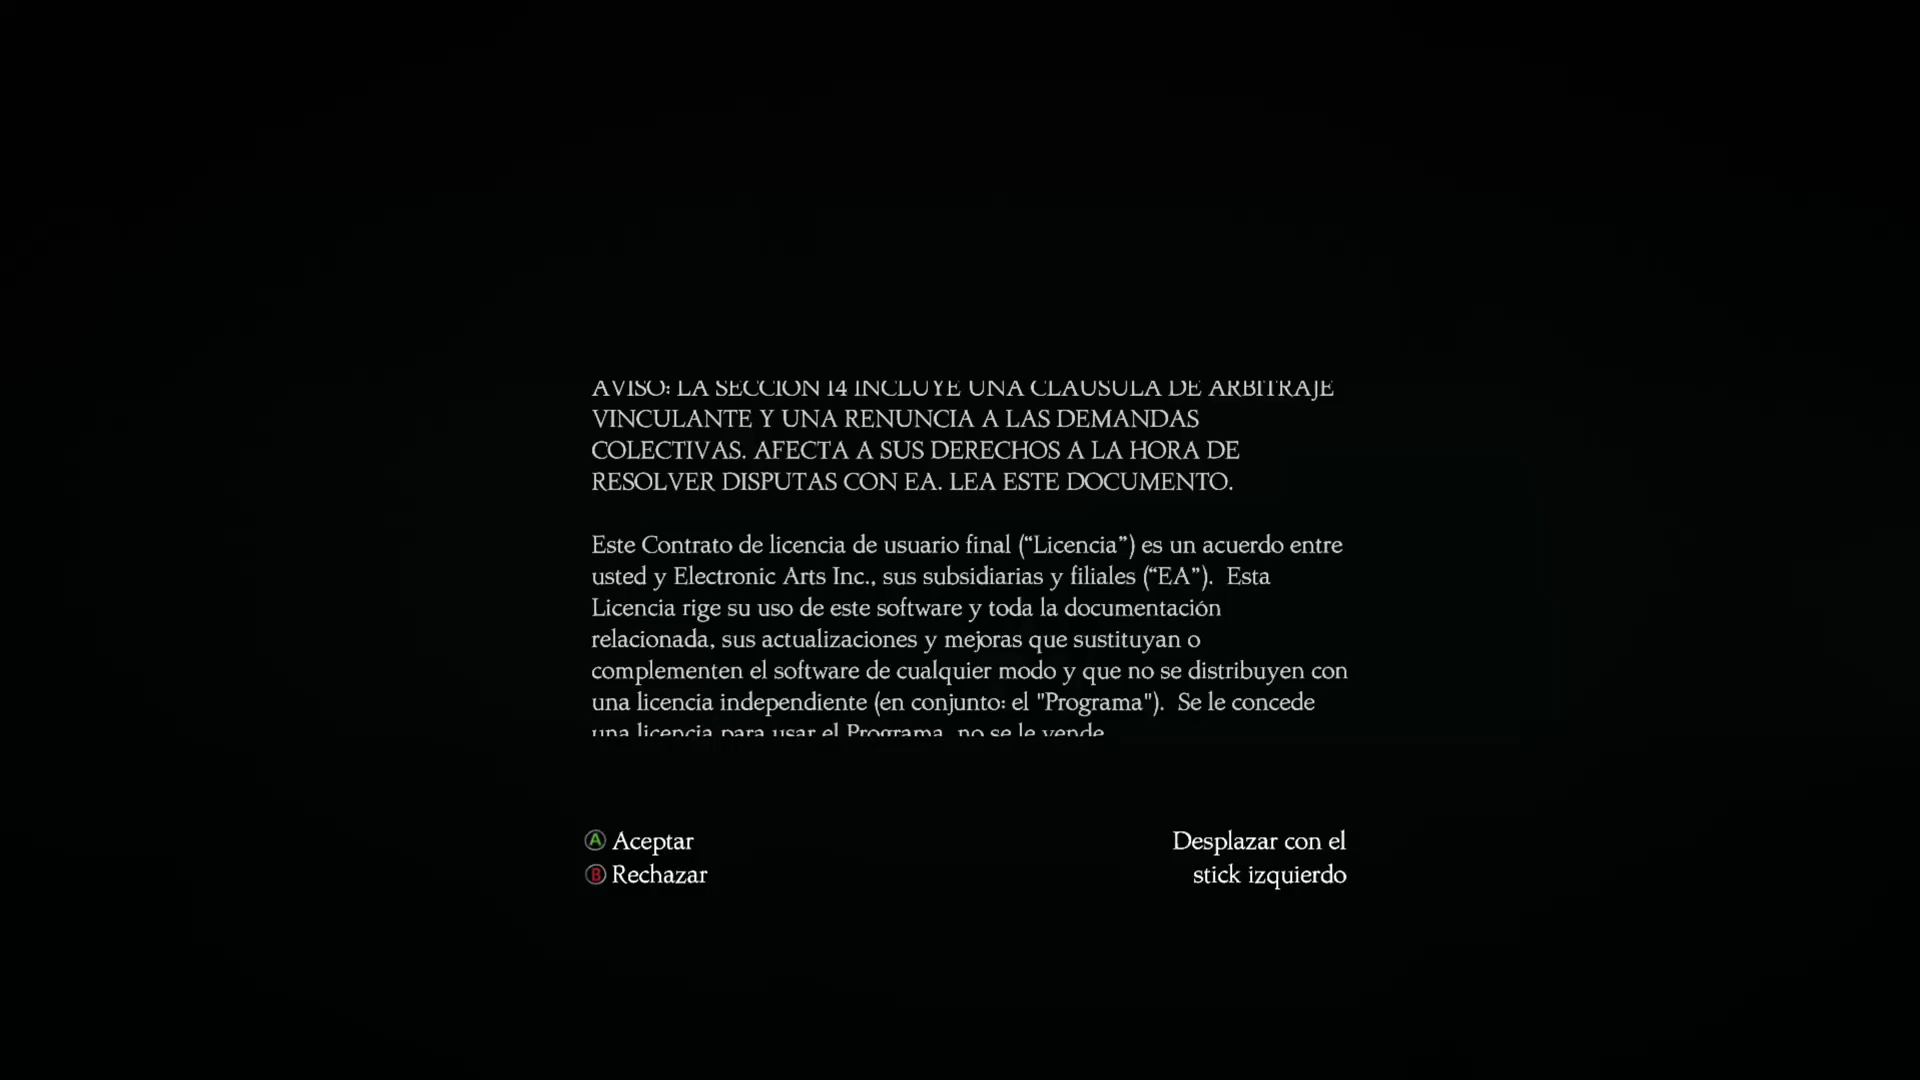 AVISO: LA SECCIÓN 14 INCLUYE UNA CLÁUSULA DE ARBITRAJE
VINCULANTE Y UNA RENUNCIA A LAS DEMANDAS
COLECTIVAS. AFECTA A SUS DERECHOS A LA HORA DE
RESOLVER DISPUTAS CON EA. LEA ESTE DOCUMENTO.
Este Contrato de licencia de usuario final (“Licencia”) es un acuerdo entre
usted y Electronic Arts Inc., sus subsidiarias y filiales (“EA”).  Esta
Licencia rige su uso de este software y toda la documentación
relacionada, sus actualizaciones y mejoras que sustituyan o
complementen el software de cualquier modo y que no se distribuyen con
una licencia independiente (en conjunto: el "Programa").  Se le concede
una licencia para usar el Programa, no se le vende
A Aceptar
B Rechazar
Desplazar con el
stick izquierdo